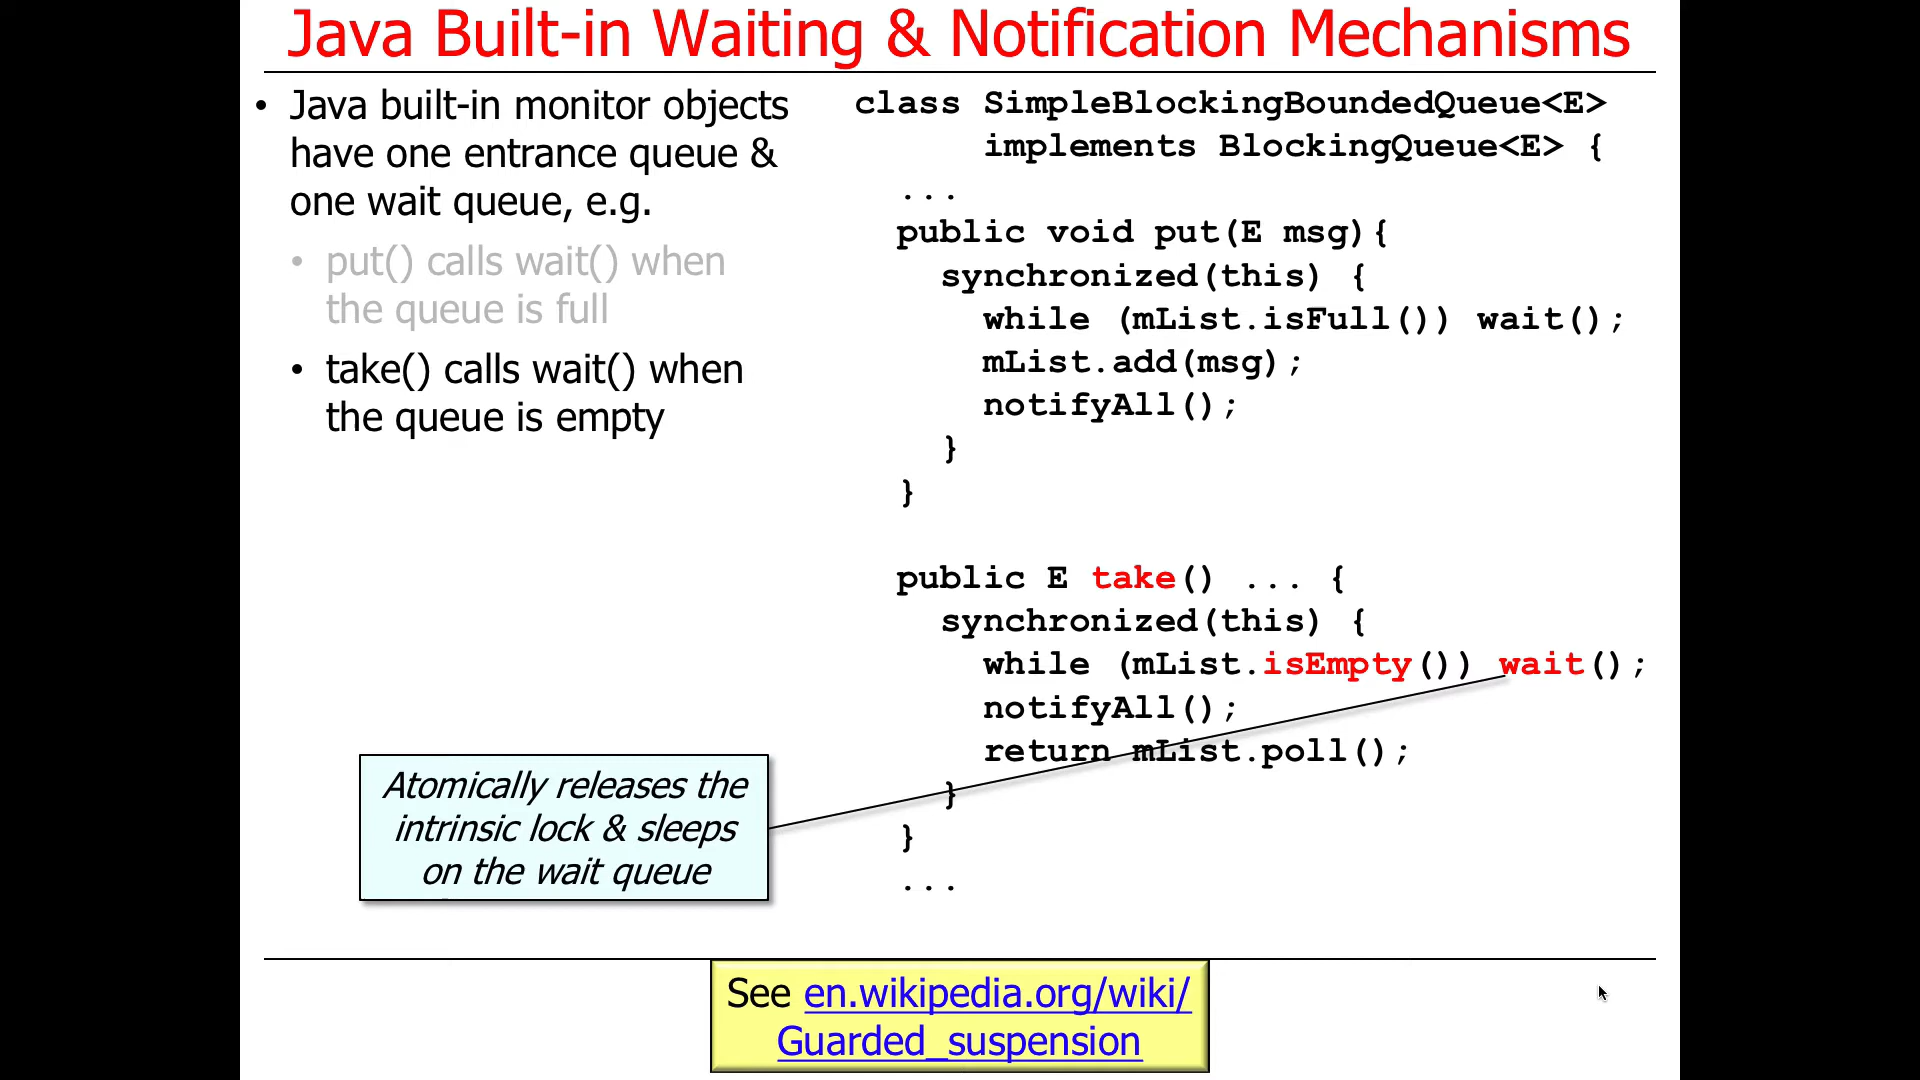 Java Built-in Waiting & Notification Mechanisms
• Java built-in monitor objects
have one entrance queue &
one wait queue, e.g.
• put() calls wait() when
the queue is full
• take() calls wait() when
the queue is empty
class SimpleBlockingBoundedQueue<E>
implements BlockingQueue<E> {
...
public void put(E msg){
synchronized(this) {
while (mList.isFull()) wait();
mList.add(msg);
notifyAll();
}
}
public E take() ... {
synchronized(this) {
while (mList.isEmpty()) wait();
notifyAll();
return mList.poll();
}
}
...
Atomically releases the
intrinsic lock & sleeps
on the wait queue
See en.wikipedia.org/wiki/
Guarded_suspension